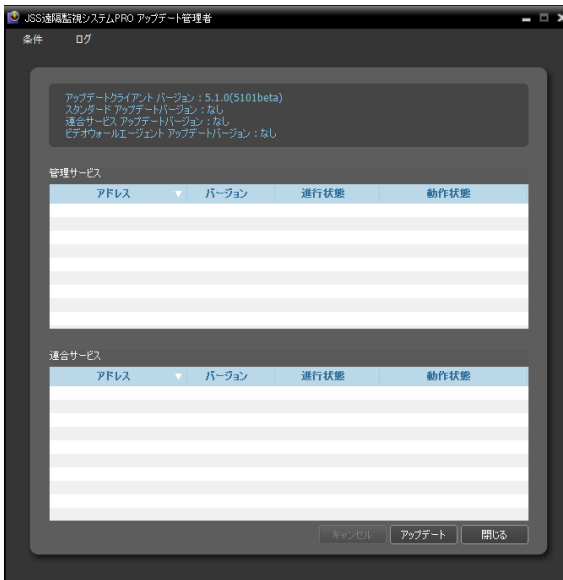 JSS遠隔監視システムPRO アップデート管理者
条件 ログ
アップデートクライアント バージョン : 5.1.0(5101beta)
スタンダード アップデートバージョン : なし
連合サービス アップデートバージョン : なし
ビデオウォールエージェント アップデートバージョン : なし
管理サービス
アドレス バージョン 進行状態 動作状態
連合サービス
アドレス バージョン 進行状態 動作状態
キャンセル アップデート 閉じる